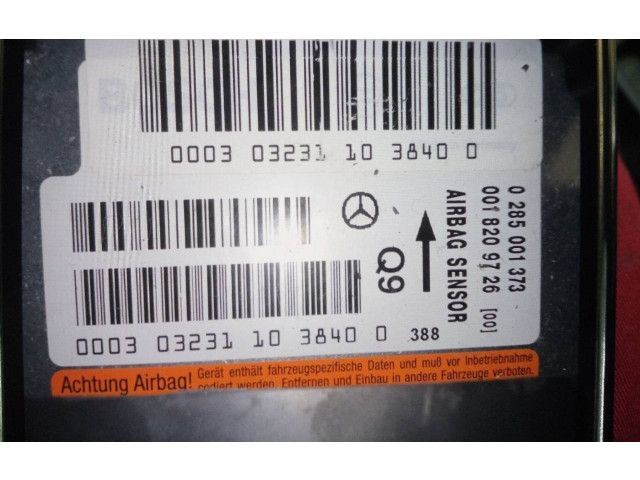 0003 03231 10 3840 0
0 285 001 373
001 820 97 26 [00]
AIRBAG SENSOR
Q9
0003 03231 10 3840 0 388
Achtung Airbag! Gerät enthält fahrzeugspezifische Daten und muß vor Inbetriebnahme
codiert werden. Entfernen und Einbau in andere Fahrzeuge verboten.